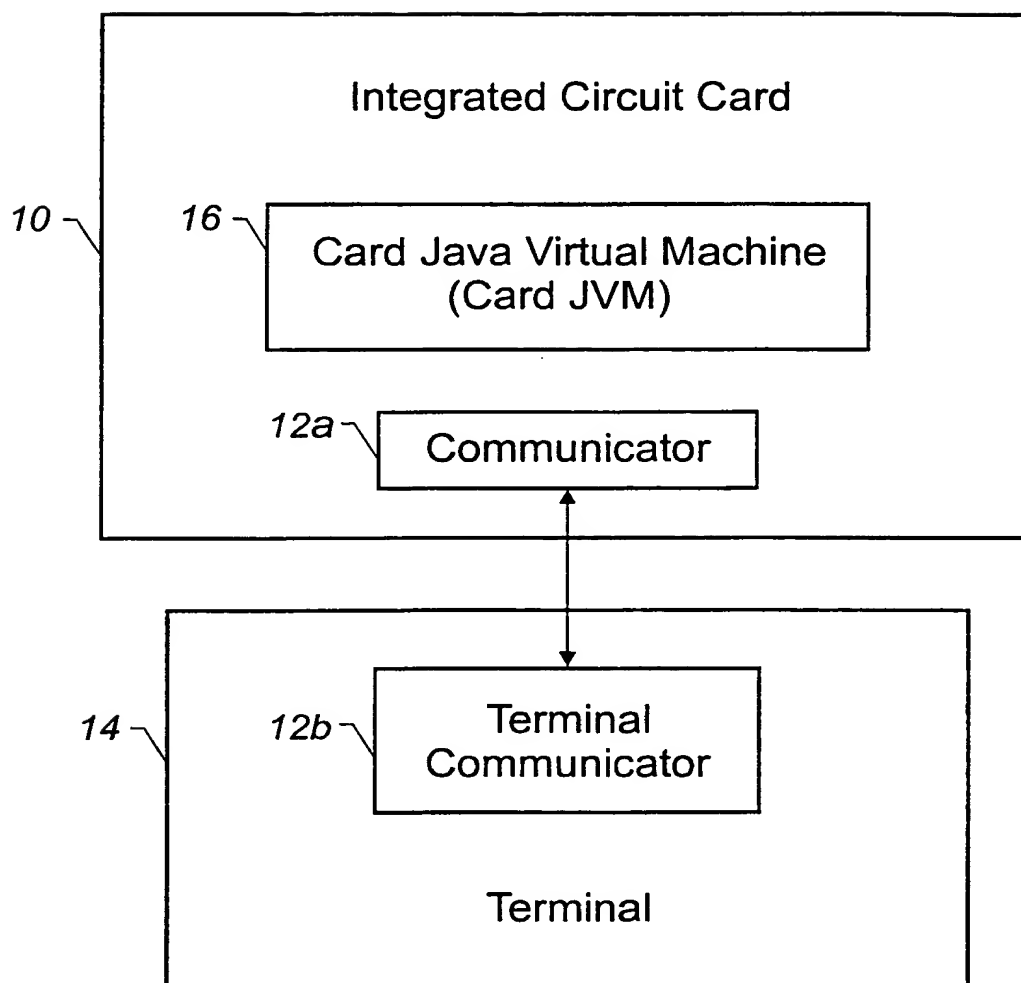 Integrated Circuit Card
10
16
Card Java Virtual Machine
(Card JVM)
12a
Communicator
14
12b
Terminal
Communicator
Terminal